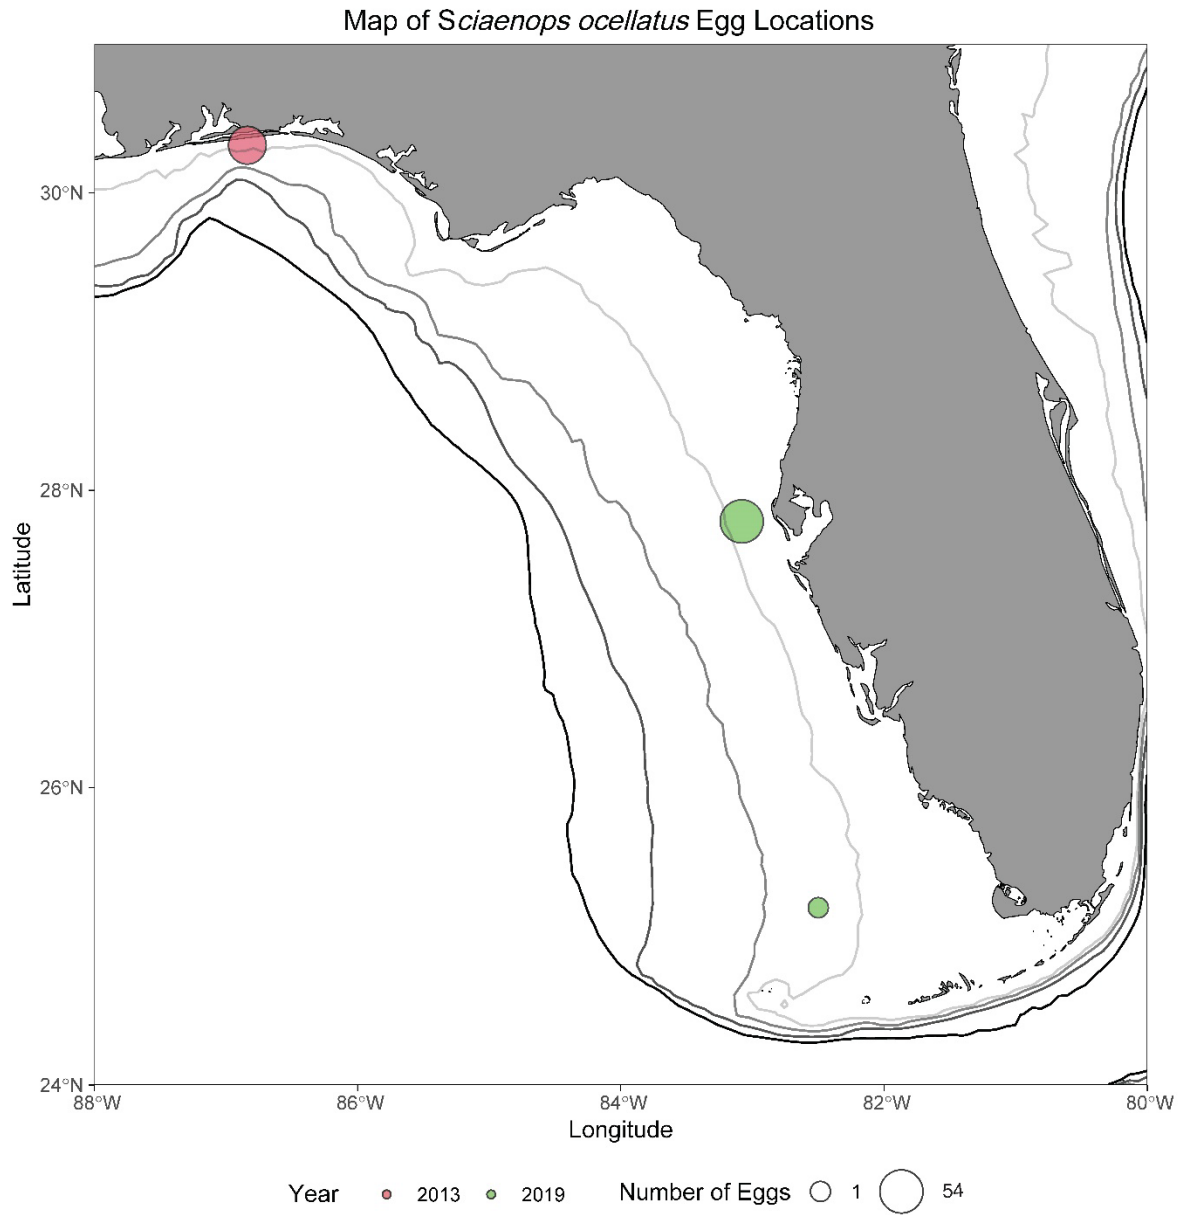 Map of Sciaenops ocellatus Egg Locations
30°N
28°N
26°N
24°N
Latitude
88°W 86°W 84°W 82°W 80°W
Longitude
Year 2013 2019 Number of Eggs 1 54